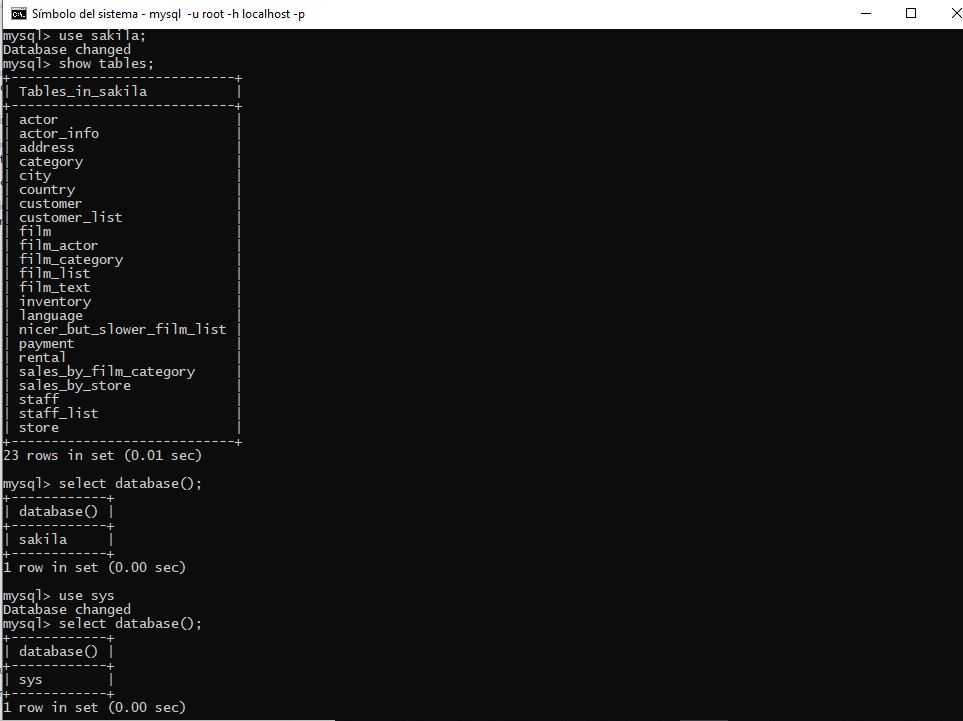 Símbolo del sistema - mysql -u root -h localhost -p
mysql> use sakila;
Database changed
mysql> show tables;
+----------------------------+
| Tables_in_sakila           |
+----------------------------+
| actor                      |
| actor_info                 |
| address                    |
| category                   |
| city                       |
| country                    |
| customer                   |
| customer_list              |
| film                       |
| film_actor                 |
| film_category              |
| film_list                  |
| film_text                  |
| inventory                  |
| language                   |
| nicer_but_slower_film_list |
| payment                    |
| rental                     |
| sales_by_film_category     |
| sales_by_store             |
| staff                      |
| staff_list                 |
| store                      |
+----------------------------+
23 rows in set (0.01 sec)
mysql> select database();
+------------+
| database() |
+------------+
| sakila     |
+------------+
1 row in set (0.00 sec)
mysql> use sys
Database changed
mysql> select database();
+------------+
| database() |
+------------+
| sys        |
+------------+
1 row in set (0.00 sec)